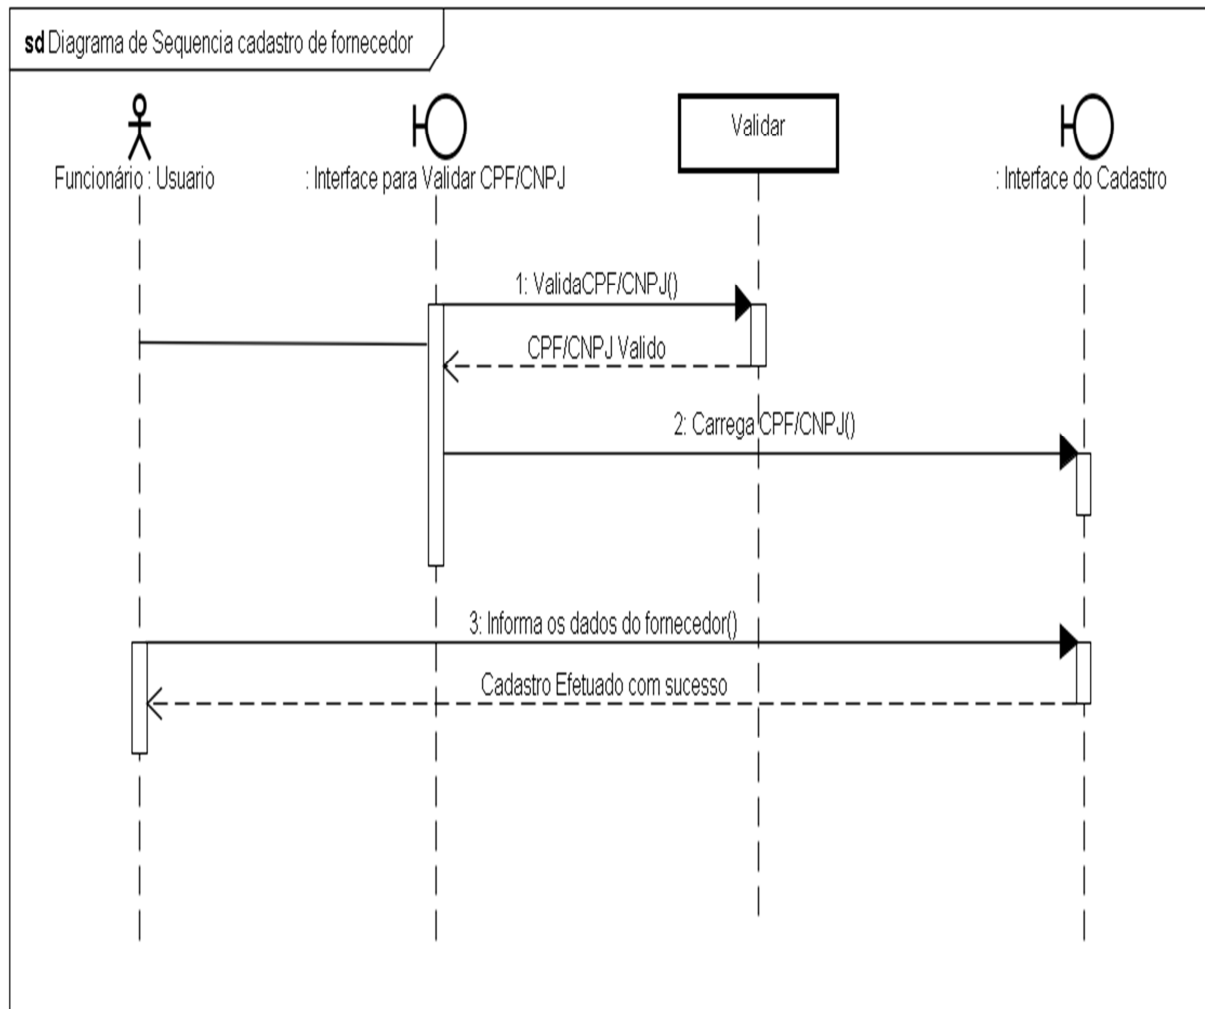 sd Diagrama de Sequencia cadastro de fornecedor
Validar
Funcionário : Usuario
: Interface para Validar CPF/CNPJ
: Interface do Cadastro
1: ValidaCPF/CNPJ()
CPF/CNPJ Valido
2: Carrega CPF/CNPJ()
3: Informa os dados do fornecedor()
Cadastro Efetuado com sucesso